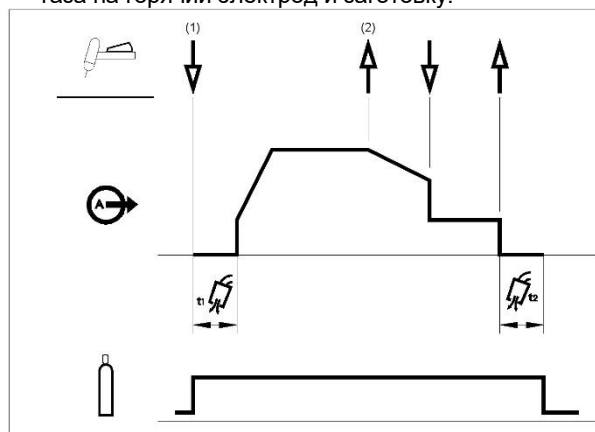 газа на горячий электрод и заготовку.
(1) (2)
A
t1 t2